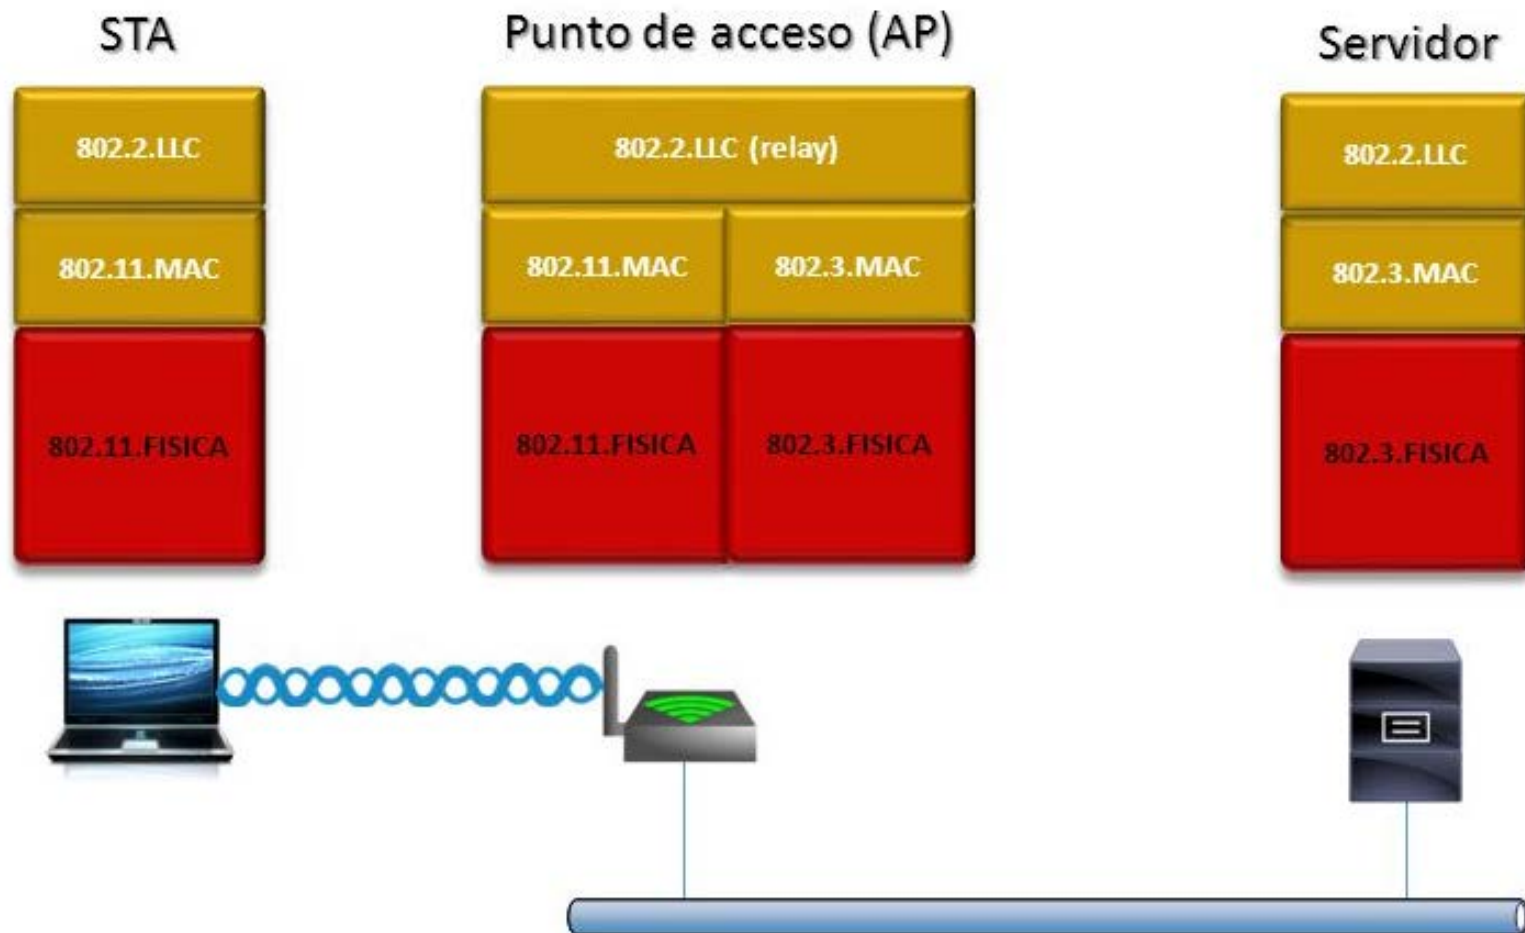 STA
Punto de acceso (AP)
Servidor
802.2.LLC
802.2.LLC (relay)
802.2.LLC
802.11.MAC
802.11.MAC
802.3.MAC
802.3.MAC
802.11.FISICA
802.11.FISICA
802.3.FISICA
802.3.FISICA